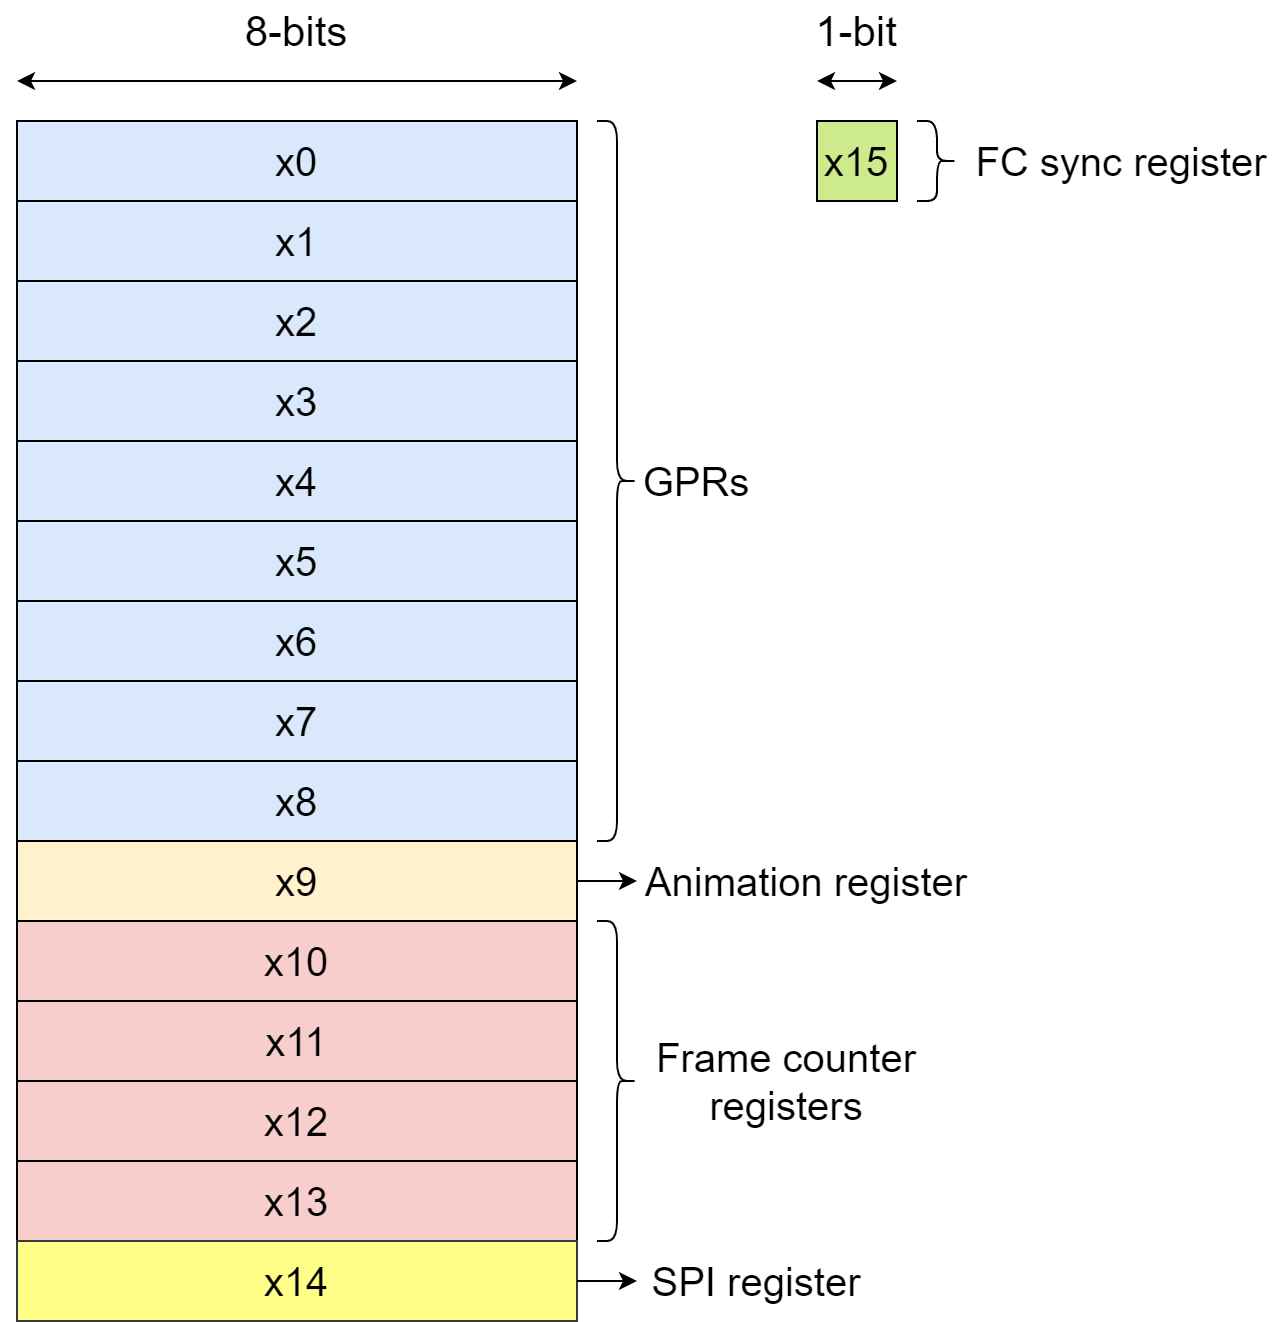 8-bits
1-bit
x0
x15
FC sync register
x1
x2
x3
x4
GPRs
x5
x6
x7
x8
x9
Animation register
x10
x11
Frame counter
registers
x12
x13
x14
SPI register